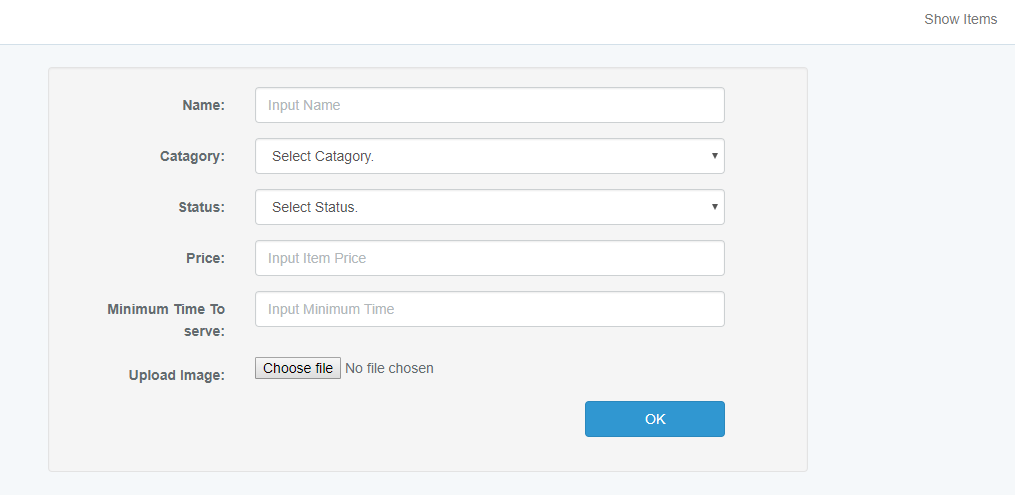 Show Items
Name: Input Name
Catagory: Select Catagory.
Status: Select Status.
Price: Input Item Price
Minimum Time To Input Minimum Time
serve:
Upload Image: Choose file No file chosen
OK